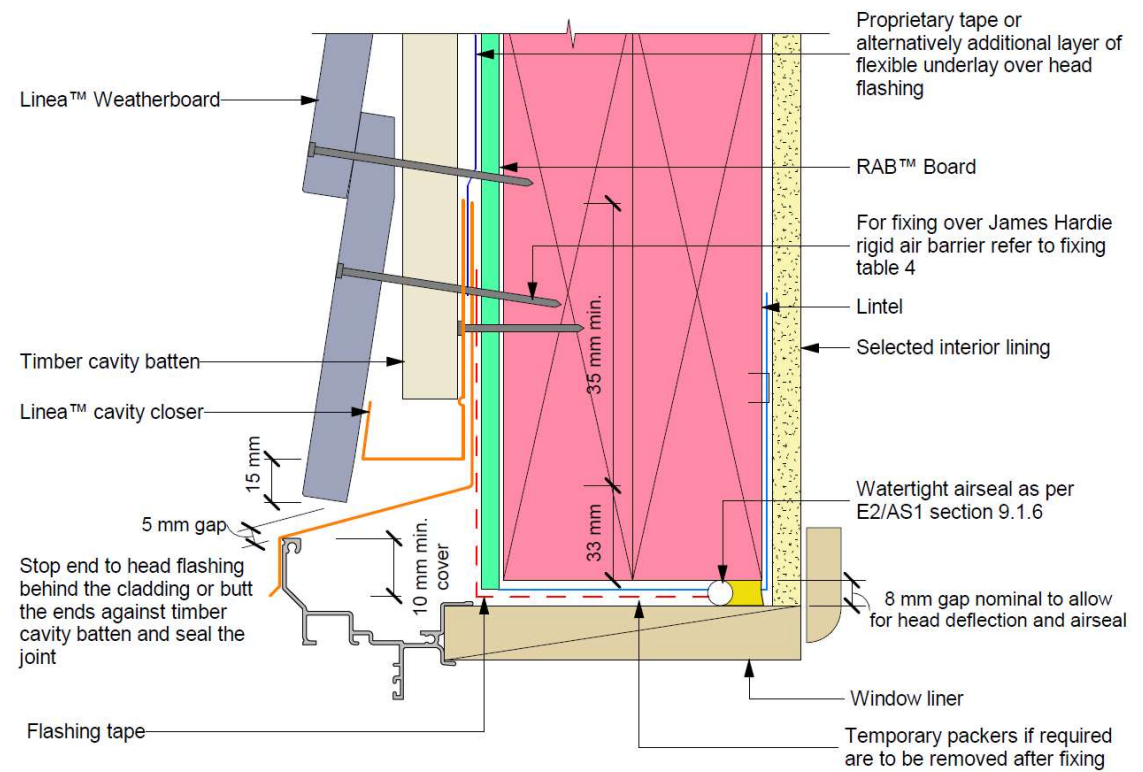 Proprietary tape or
alternatively additional layer of
flexible underlay over head
flashing
Linea™ Weatherboard
RAB™ Board
For fixing over James Hardie
rigid air barrier refer to fixing
table 4
Lintel
Selected interior lining
Timber cavity batten
Linea™ cavity closer
35 mm min.
15 mm
5 mm gap
33 mm
10 mm min.
cover
Watertight airseal as per
E2/AS1 section 9.1.6
Stop end to head flashing
behind the cladding or butt
the ends against timber
cavity batten and seal the
joint
8 mm gap nominal to allow
for head deflection and airseal
Window liner
Flashing tape
Temporary packers if required
are to be removed after fixing